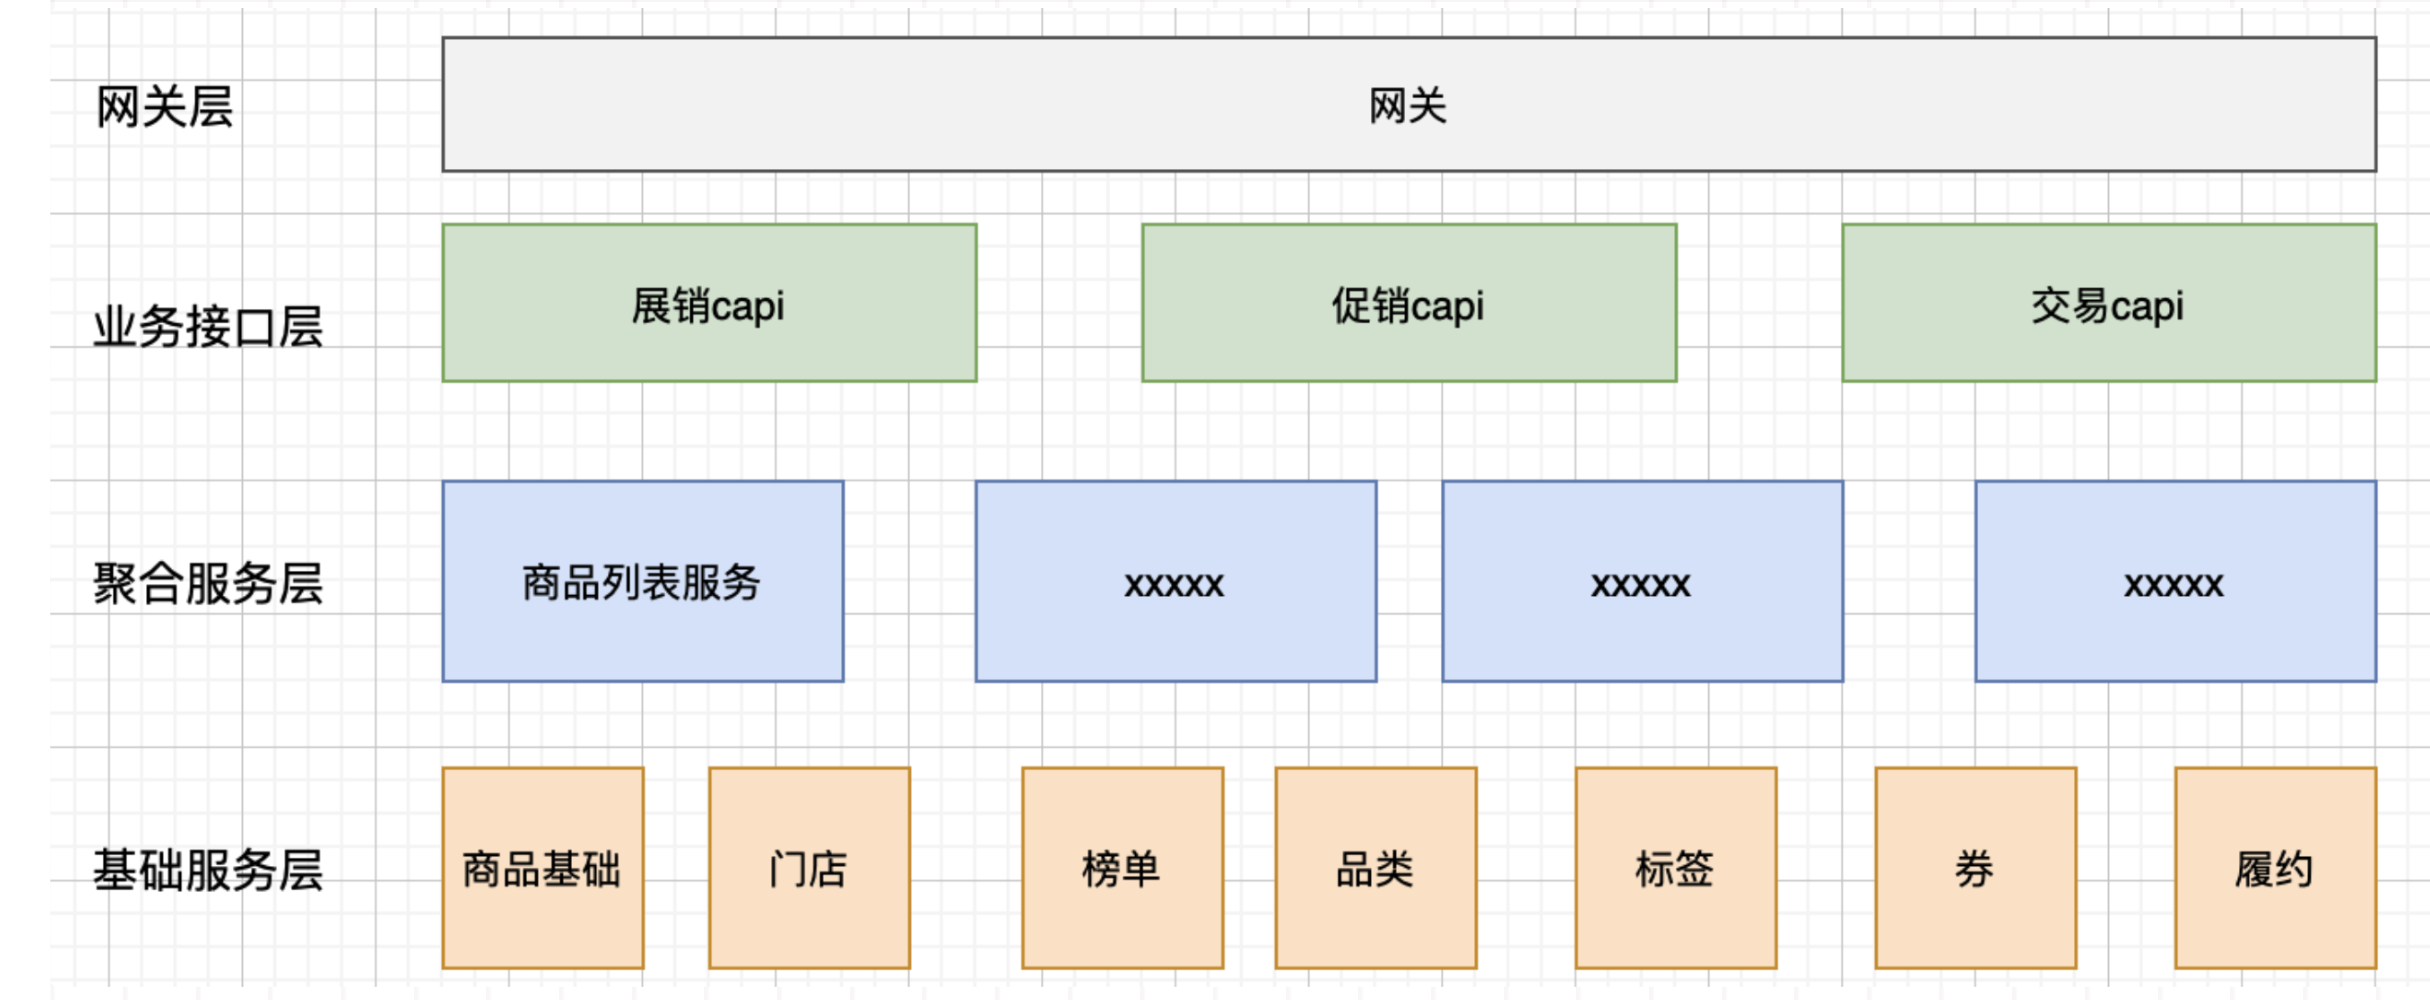 网关层
网关
业务接口层
展销capi
促销capi
交易capi
聚合服务层
商品列表服务
xxxxx
xxxxx
xxxxx
基础服务层
商品基础
门店
榜单
品类
标签
券
履约